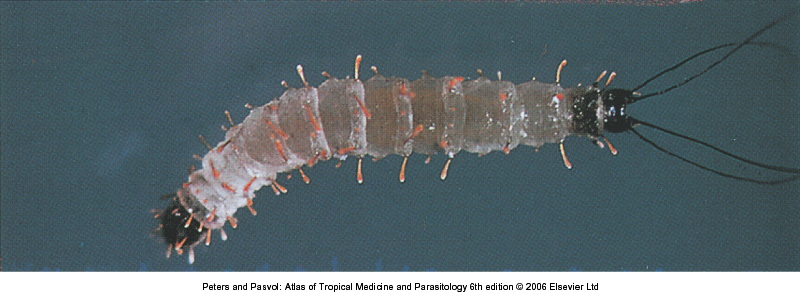 Peters and Pasvol: Atlas of Tropical Medicine and Parasitology 6th edition © 2006 Elsevier Ltd